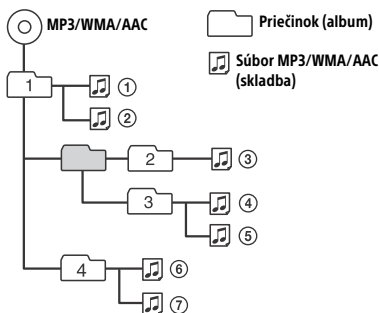 MP3/WMA/AAC
Priečinok (album)
Súbor MP3/WMA/AAC
(skladba)
1
①
②
2
③
3
④
⑤
4
⑥
⑦